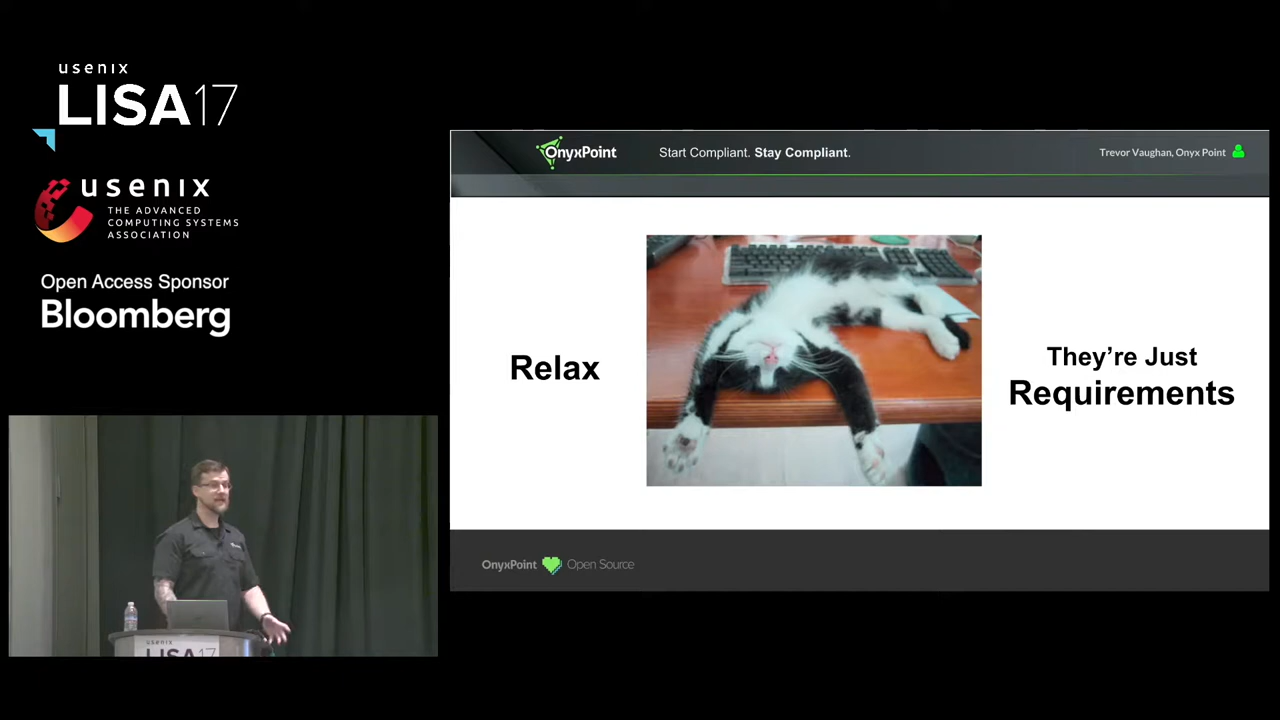 usenix
LISA17
usenix
THE ADVANCED
COMPUTING SYSTEMS
ASSOCIATION
Open Access Sponsor
Bloomberg
OnyxPoint
Start Compliant. Stay Compliant.
Trevor Vaughan, Onyx Point
Relax
They're Just
Requirements
OnyxPoint
Open Source
usenix
LISA17